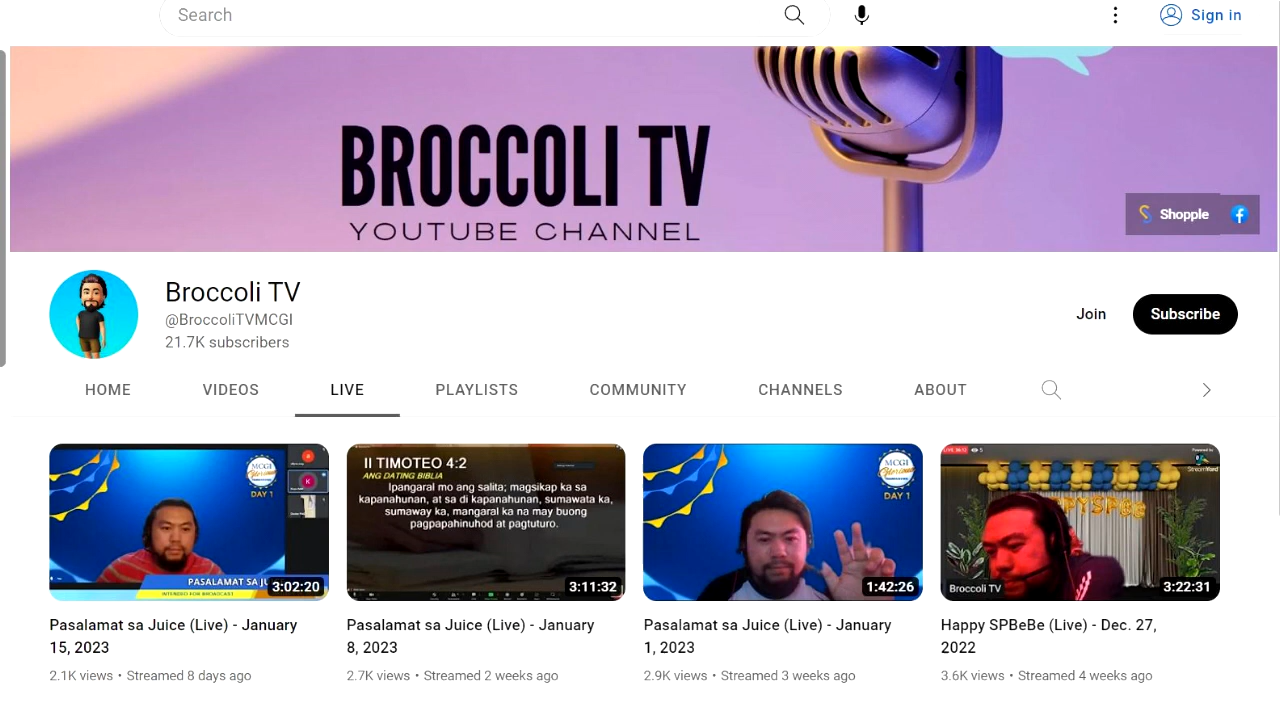 Search
Sign in
BROCCOLI TV
YOUTUBE CHANNEL
Shopple
Broccoli TV
@BroccoliTVMCGI
21.7K subscribers
Join
Subscribe
HOME
VIDEOS
LIVE
PLAYLISTS
COMMUNITY
CHANNELS
ABOUT
MCGI
DAY 1
K
PASALAMAT SA JU
INTENDED FOR BROADCAST
3:02:20
II TIMOTEO 4:2
ANG DATING BIBLIA
Ipangaral mo ang salita; magsikap ka sa
kapanahunan, at sa di kapanahunan, sumawata ka,
sumaway ka, mangaral ka na may buong
pagpapahinuhod at pagtuturo.
3:11:32
MCGI
DAY 1
1:42:26
5
StreamYard
PYSPBB
Broccoli TV
3:22:31
Pasalamat sa Juice (Live) - January
15, 2023
2.1K views • Streamed 8 days ago
Pasalamat sa Juice (Live) - January
8, 2023
2.7K views • Streamed 2 weeks ago
Pasalamat sa Juice (Live) - January
1, 2023
2.9K views • Streamed 3 weeks ago
Happy SPBeBe (Live) - Dec. 27,
2022
3.6K views • Streamed 4 weeks ago